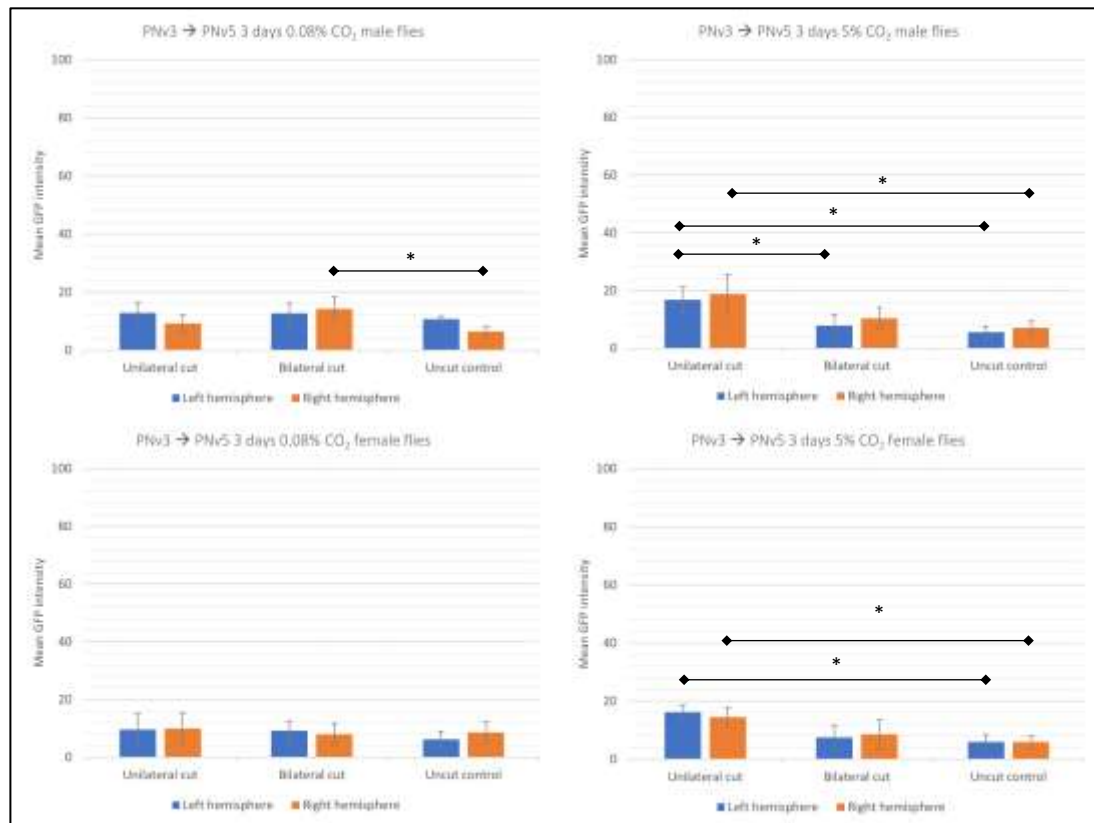 PNv3 → PNv5 3 days 0.08% CO₂ male flies
100
80
60
40
20
0
Mean GFP intensity
*
Unilateral cut Bilateral cut Uncut control
Left hemisphere Right hemisphere
PNv3 → PNv5 3 days 5% CO₂ male flies
100
80
60
40
20
0
Mean GFP intensity
*
*
*
Unilateral cut Bilateral cut Uncut control
Left hemisphere Right hemisphere
PNv3 → PNv5 3 days 0.08% CO₂ female flies
100
80
60
40
20
0
Mean GFP intensity
Unilateral cut Bilateral cut Uncut control
Left hemisphere Right hemisphere
PNv3 → PNv5 3 days 5% CO₂ female flies
100
80
60
40
20
0
Mean GFP intensity
*
*
Unilateral cut Bilateral cut Uncut control
Left hemisphere Right hemisphere